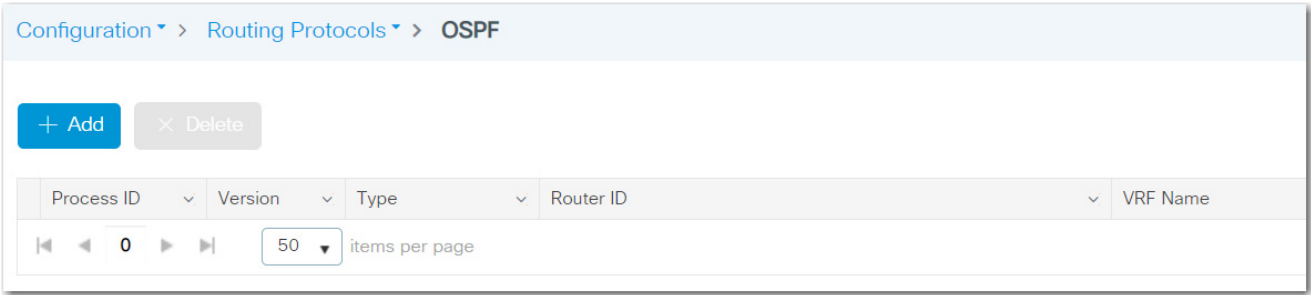 Configuration > Routing Protocols > OSPF
+ Add × Delete
Process ID Version Type Router ID VRF Name
0 50 items per page